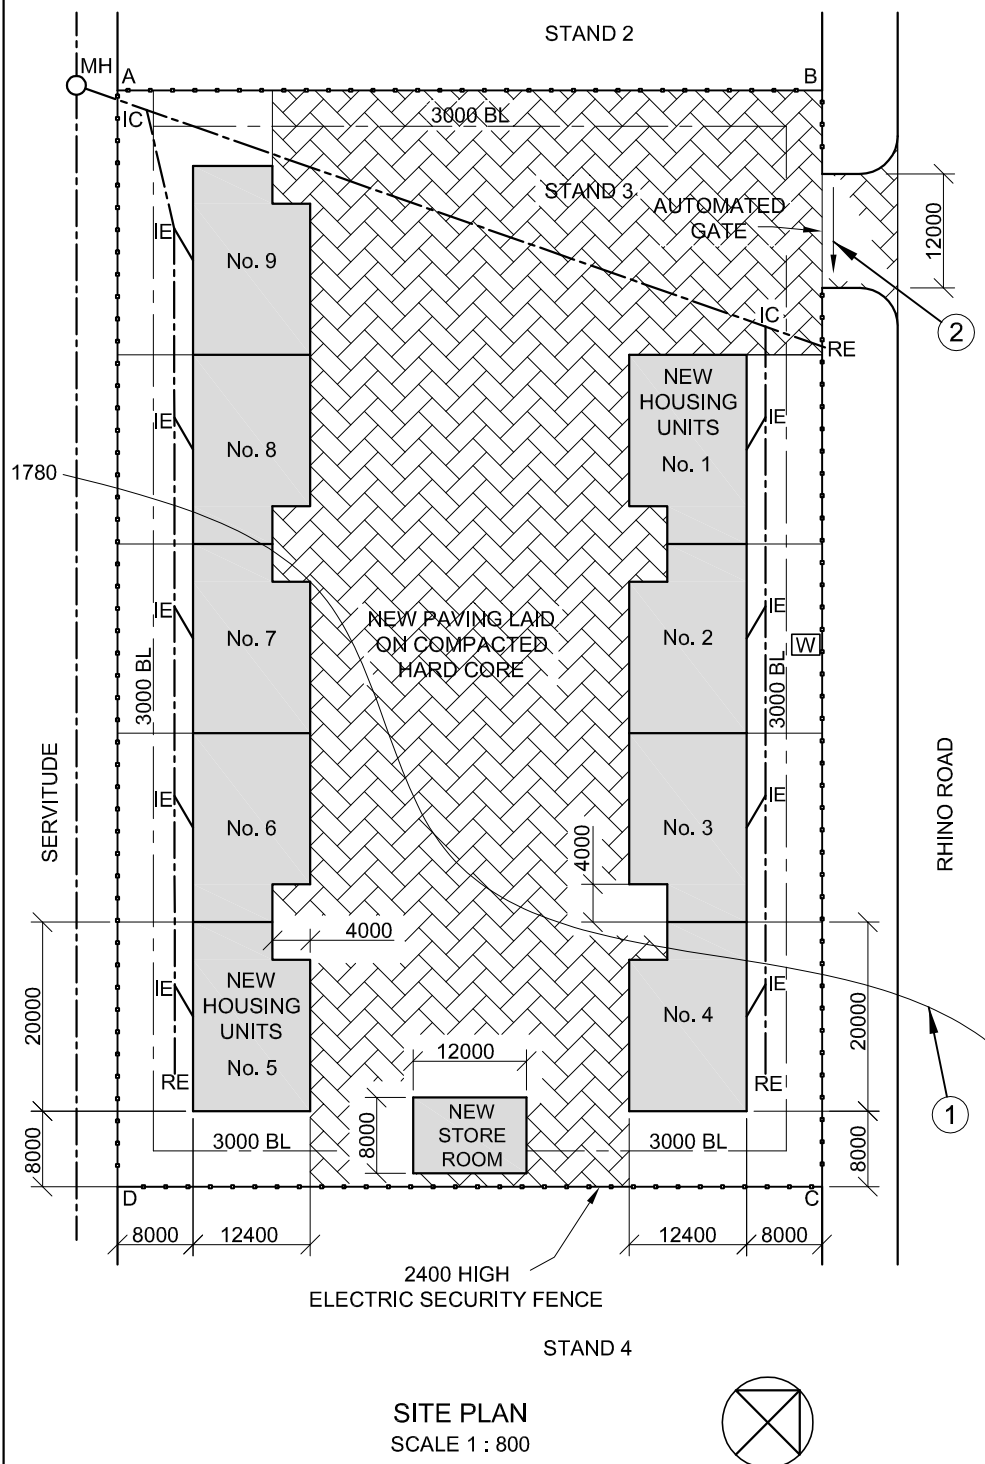 STAND 2
MH
A
B
IC
3000 BL
STAND 3
AUTOMATED
GATE
12000
2
IE
No. 9
IC
RE
NEW
HOUSING
UNITS
No. 1
IE
IE
No. 8
1780
NEW PAVING LAID
ON COMPACTED
HARD CORE
IE
No. 7
No. 2
IE
W
3000 BL
3000 BL
SERVITUDE
RHINO ROAD
IE
No. 6
No. 3
IE
4000
4000
NEW
HOUSING
UNITS
No. 5
IE
No. 4
IE
20000
20000
12000
RE
RE
1
NEW
STORE
ROOM
8000
8000
8000
3000 BL
3000 BL
D
C
8000
12400
12400
8000
2400 HIGH
ELECTRIC SECURITY FENCE
STAND 4
SITE PLAN
SCALE 1 : 800